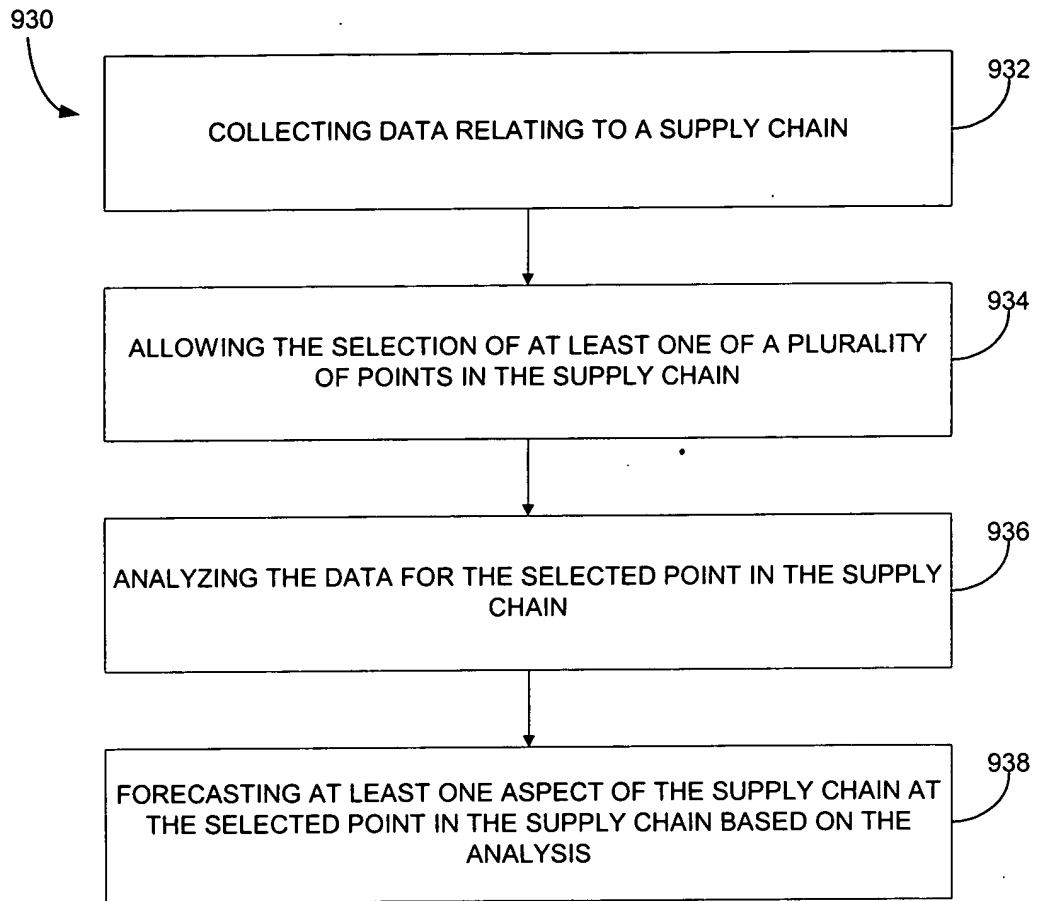 930
932
COLLECTING DATA RELATING TO A SUPPLY CHAIN
934
ALLOWING THE SELECTION OF AT LEAST ONE OF A PLURALITY
OF POINTS IN THE SUPPLY CHAIN
936
ANALYZING THE DATA FOR THE SELECTED POINT IN THE SUPPLY
CHAIN
938
FORECASTING AT LEAST ONE ASPECT OF THE SUPPLY CHAIN AT
THE SELECTED POINT IN THE SUPPLY CHAIN BASED ON THE
ANALYSIS